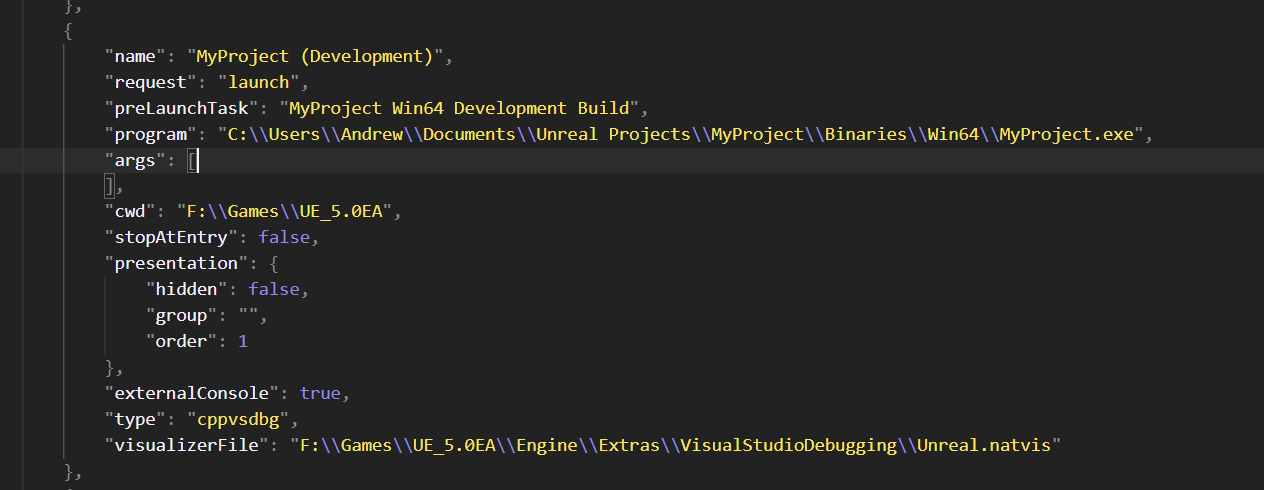 },
{
"name": "MyProject (Development)",
"request": "launch",
"preLaunchTask": "MyProject Win64 Development Build",
"program": "C:\\Users\\Andrew\\Documents\\Unreal Projects\\MyProject\\Binaries\\Win64\\MyProject.exe",
"args": [
],
"cwd": "F:\\Games\\UE_5.0EA",
"stopAtEntry": false,
"presentation": {
"hidden": false,
"group": "",
"order": 1
},
"externalConsole": true,
"type": "cppvsdbg",
"visualizerFile": "F:\\Games\\UE_5.0EA\\Engine\\Extras\\VisualStudioDebugging\\Unreal.natvis"
},